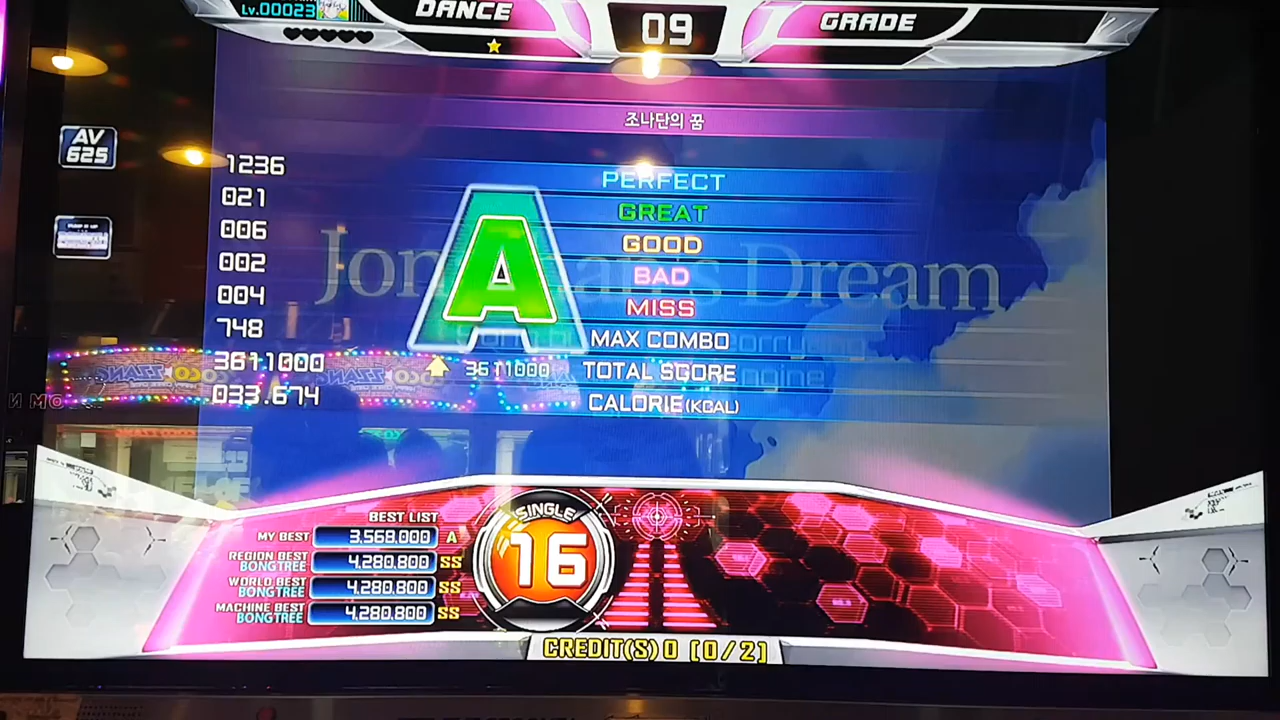 Lv.00023
DANCE
09
GRADE
조나단의 꿈
AV
625
1236
PERFECT
021
GREAT
006
GOOD
002
BAD
Jonathan's Dream
004
MISS
748
MAX COMBO
3611000
3611000
TOTAL SCORE
033.674
CALORIE(KCAL)
A
BEST LIST
MY BEST 3,568,000 A
REGION BEST
BONGTREE 4,280,800 SS
WORLD BEST
BONGTREE 4,280,800 SS
MACHINE BEST
BONGTREE 4,280,800 SS
SINGLE
16
CREDIT(S) 0 [0/2]